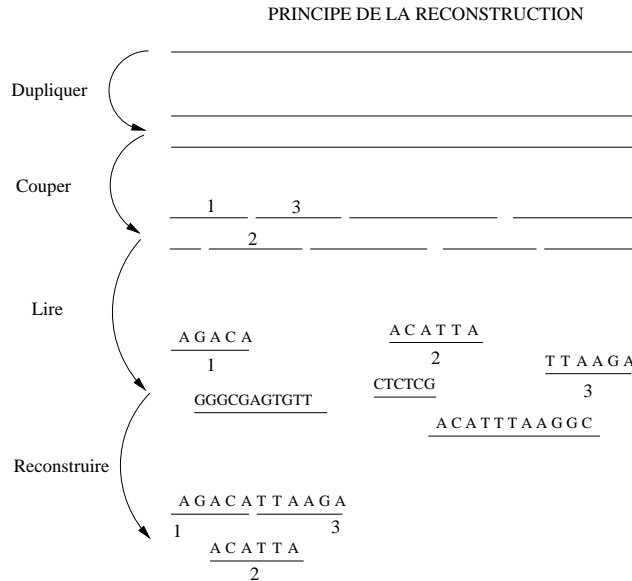 PRINCIPE DE LA RECONSTRUCTION
Dupliquer
Couper
1 3
2
Lire
A G A C A
1
A C A T T A
2
T T A A G A
3
GGGCGAGTGTT
CTCTCG
A C A T T T A A G G C
Reconstruire
A G A C A T T A A G A
1 3
A C A T T A
2